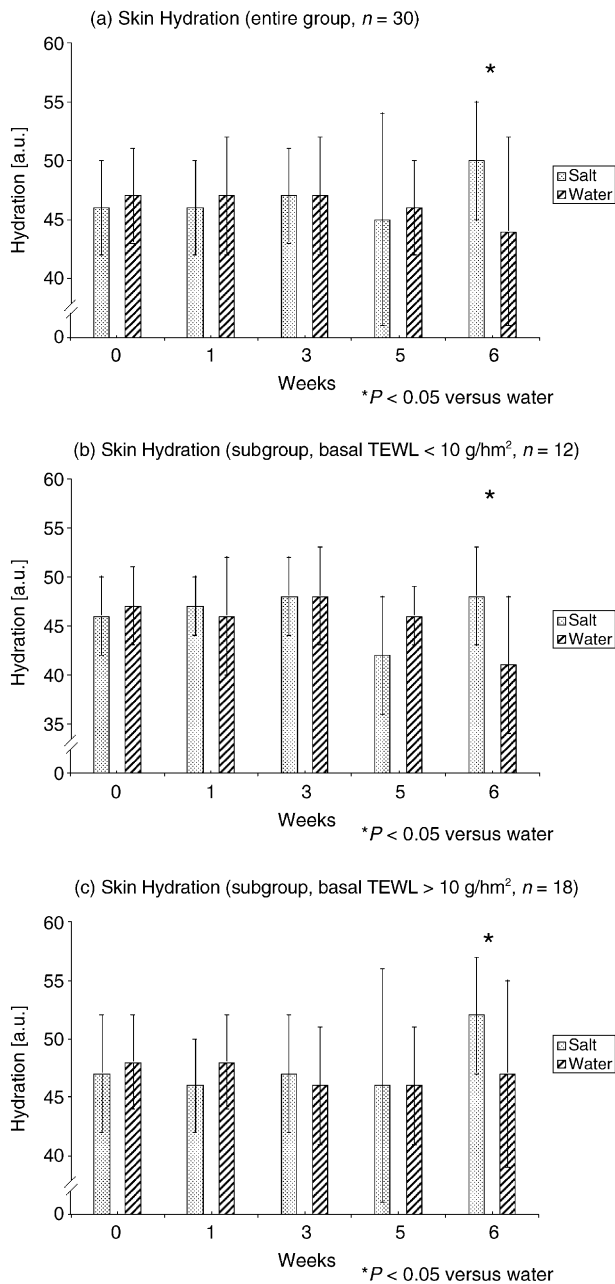 (a) Skin Hydration (entire group, n = 30)
60
55
50
45
40
0
Hydration [a.u.]
*
Salt
Water
0 1 3 5 6
Weeks
*P < 0.05 versus water
(b) Skin Hydration (subgroup, basal TEWL < 10 g/hm², n = 12)
60
55
50
45
40
35
0
Hydration [a.u.]
*
Salt
Water
0 1 3 5 6
Weeks
*P < 0.05 versus water
(c) Skin Hydration (subgroup, basal TEWL > 10 g/hm², n = 18)
60
55
50
45
40
0
Hydration [a.u.]
*
Salt
Water
0 1 3 5 6
Weeks
*P < 0.05 versus water